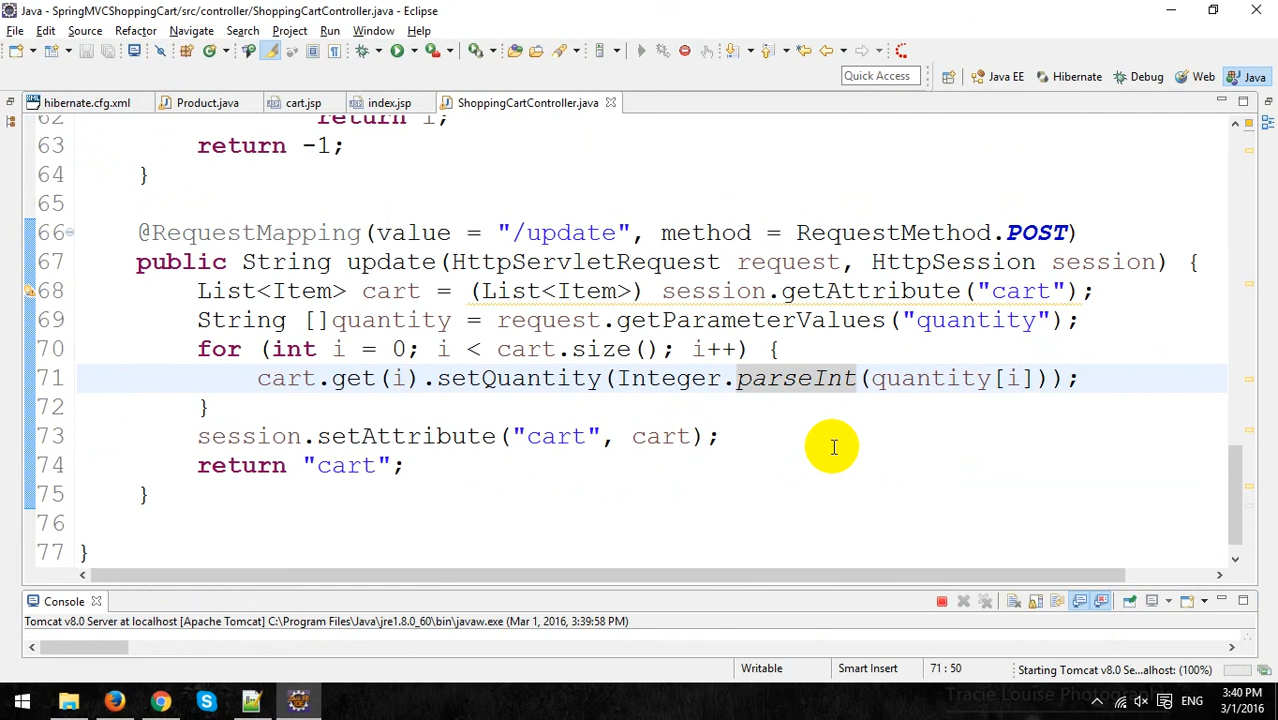 Java - SpringMVCShoppingCart/src/controller/ShoppingCartController.java - Eclipse
File Edit Source Refactor Navigate Search Project Run Window Help
Quick Access Java EE Hibernate Debug Web Java
hibernate.cfg.xml Product.java cart.jsp index.jsp ShoppingCartController.java
62 return i;
63 return -1;
64 }
65
66 @RequestMapping(value = "/update", method = RequestMethod.POST)
67 public String update(HttpServletRequest request, HttpSession session) {
68 List<Item> cart = (List<Item>) session.getAttribute("cart");
69 String []quantity = request.getParameterValues("quantity");
70 for (int i = 0; i < cart.size(); i++) {
71 cart.get(i).setQuantity(Integer.parseInt(quantity[i]));
72 }
73 session.setAttribute("cart", cart);
74 return "cart";
75 }
76
77 }
Console
Tomcat v8.0 Server at localhost [Apache Tomcat] C:\Program Files\Java\jre1.8.0_60\bin\javaw.exe (Mar 1, 2016, 3:39:58 PM)
Writable Smart Insert 71 : 50 Starting Tomcat v8.0 Se...alhost: (100%)
Tracie Louise Photography
ENG
3:40 PM
3/1/2016